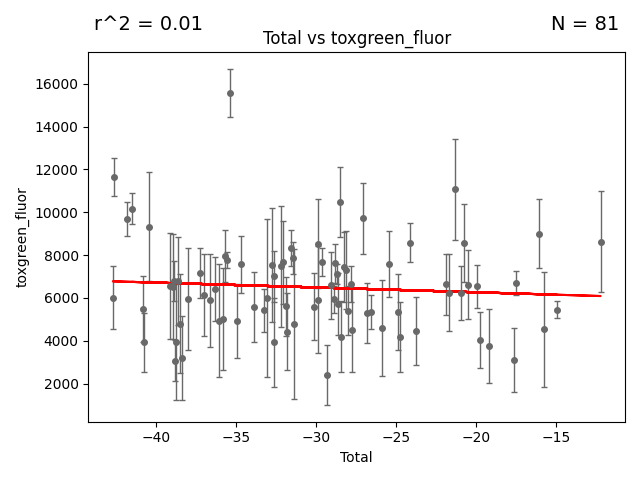 r^2 = 0.01
N = 81
Total vs toxgreen_fluor
16000
14000
12000
10000
8000
6000
4000
2000
toxgreen_fluor
−40
−35
−30
−25
−20
−15
Total